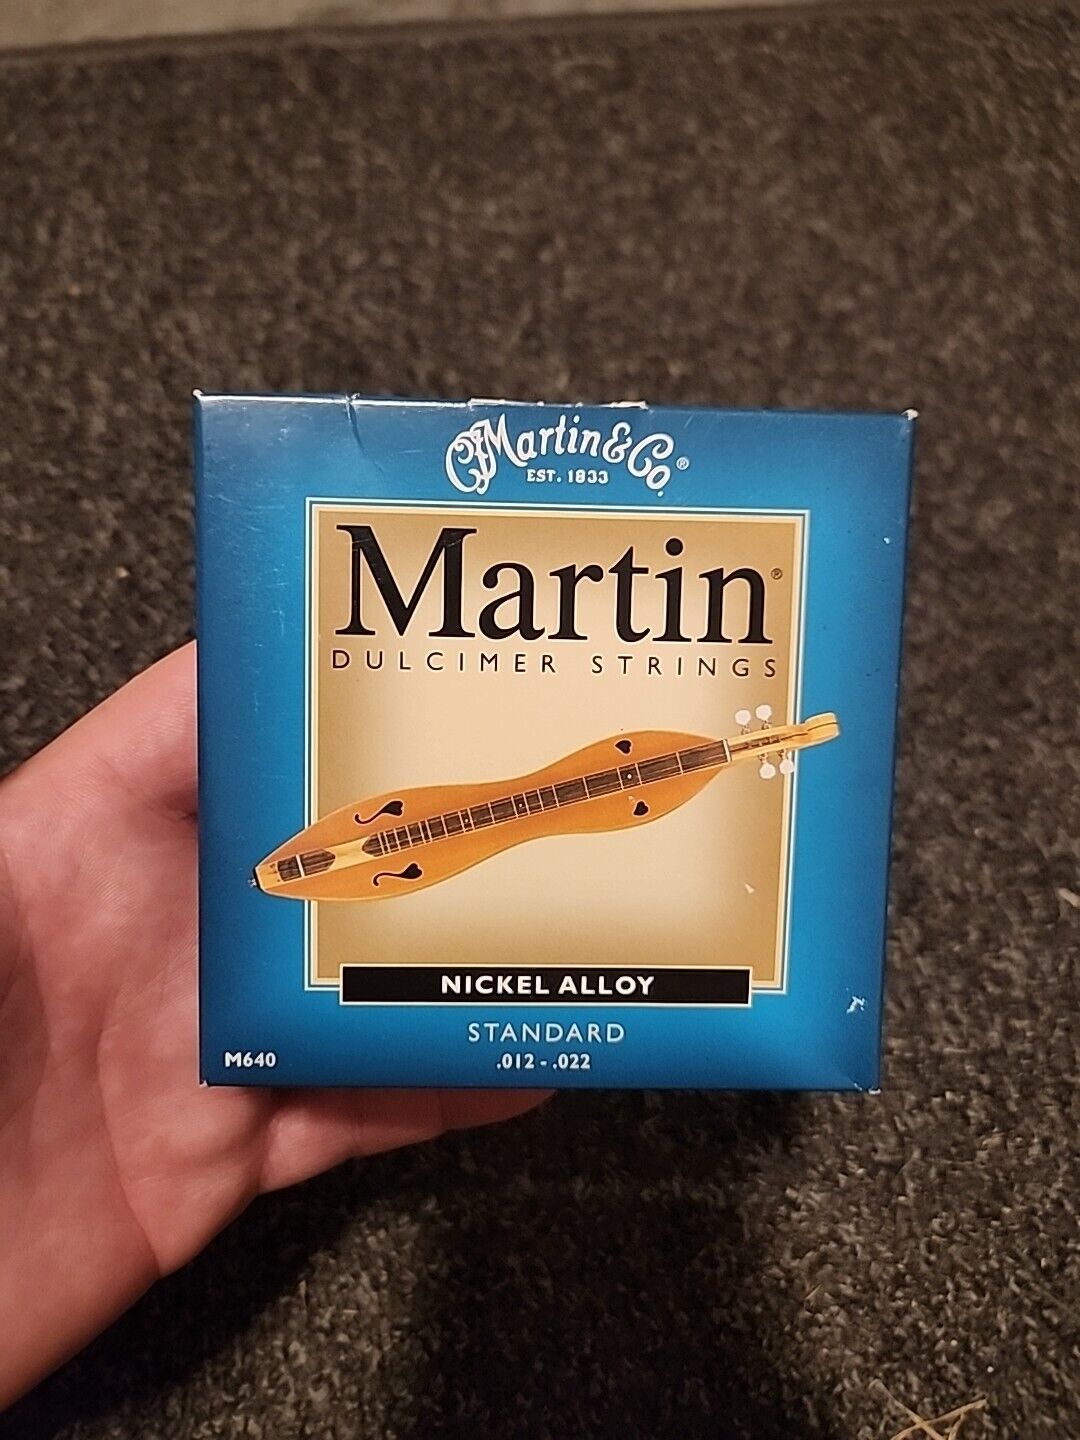 CFMartin & Co.®
EST. 1833
Martin®
DULCIMER STRINGS
NICKEL ALLOY
STANDARD
.012 - .022
M640